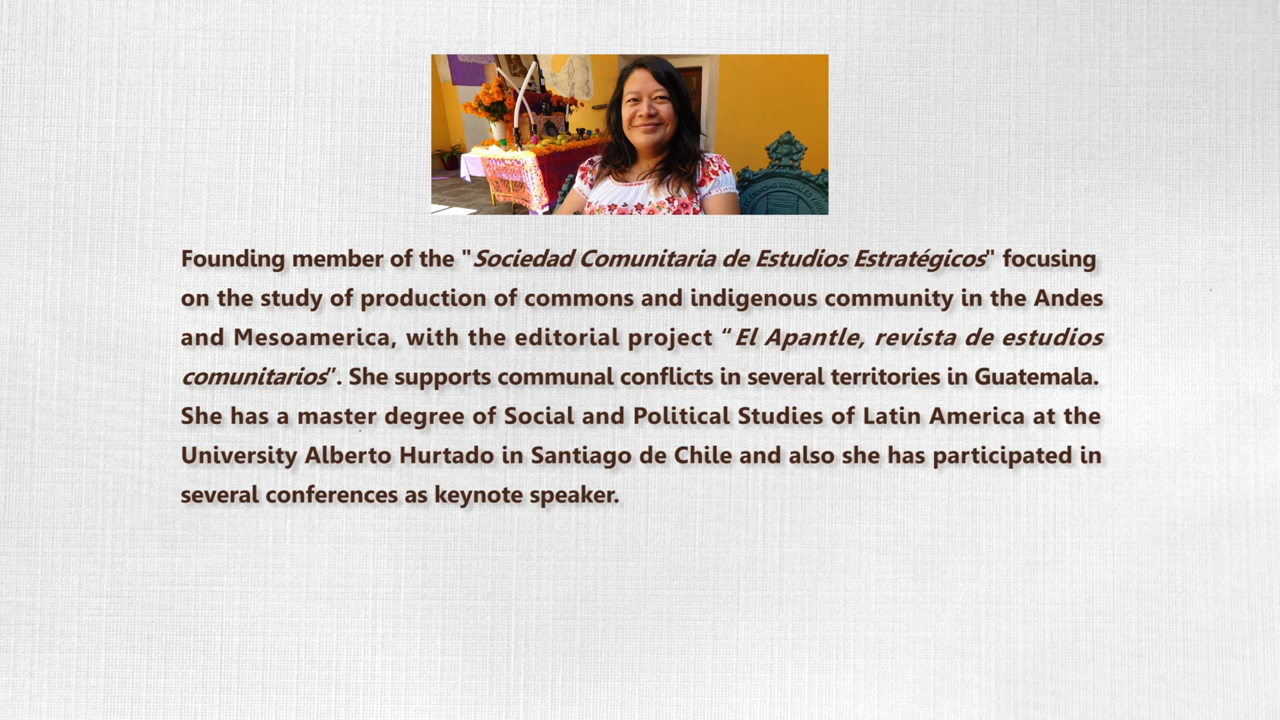 Founding member of the "Sociedad Comunitaria de Estudios Estratégicos" focusing
on the study of production of commons and indigenous community in the Andes
and Mesoamerica, with the editorial project “El Apantle, revista de estudios
comunitarios”. She supports communal conflicts in several territories in Guatemala.
She has a master degree of Social and Political Studies of Latin America at the
University Alberto Hurtado in Santiago de Chile and also she has participated in
several conferences as keynote speaker.